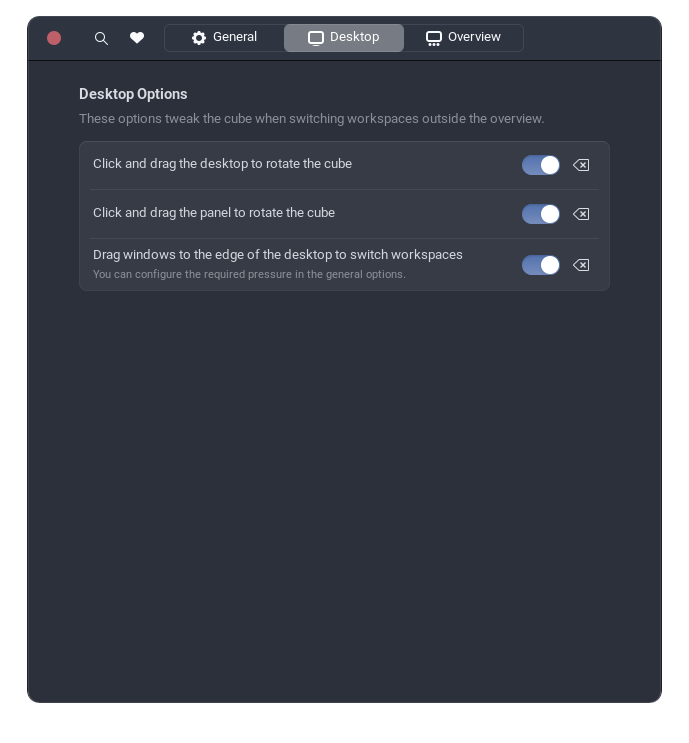 General
Desktop
Overview
Desktop Options
These options tweak the cube when switching workspaces outside the overview.
Click and drag the desktop to rotate the cube
Click and drag the panel to rotate the cube
Drag windows to the edge of the desktop to switch workspaces
You can configure the required pressure in the general options.